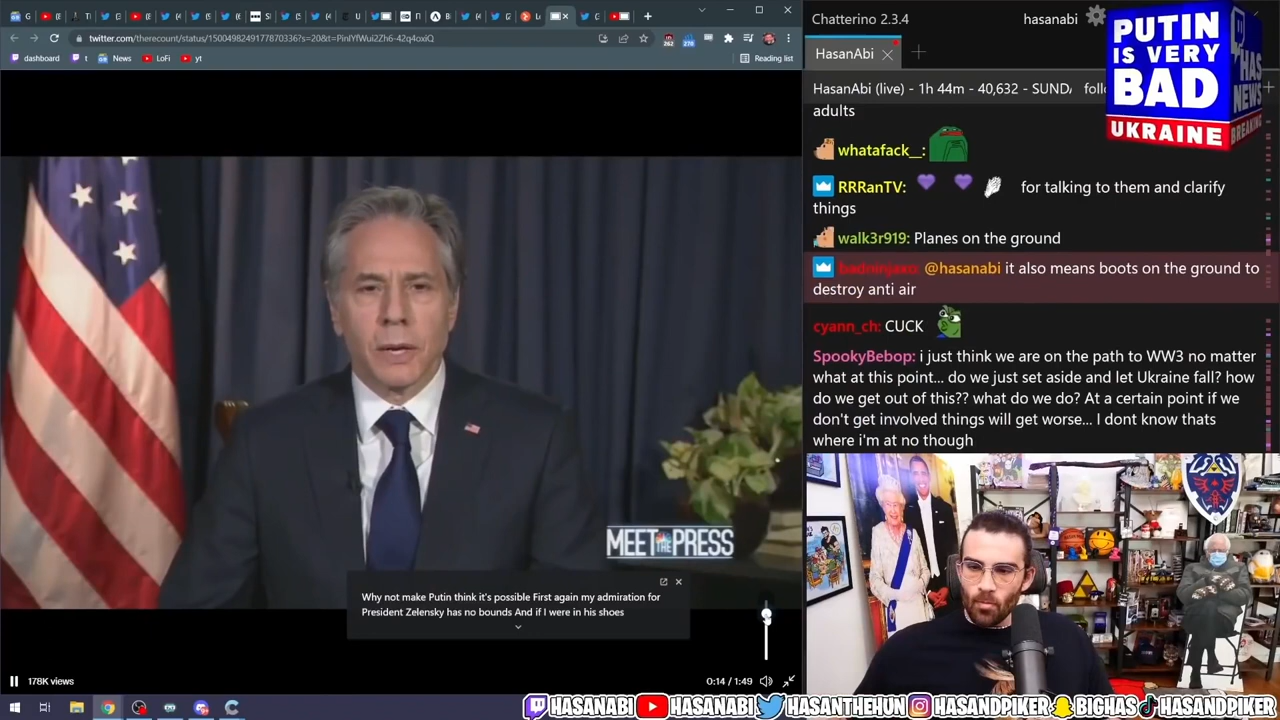 twitter.com/therecount/status/1500498249177870336?s=20&t=PinIYfWui2Zh6-42q4oxiQ
dashboard
t
News
LoFi
yt
Reading list
262
270
MEET THE PRESS
Why not make Putin think it's possible First again my admiration for
President Zelensky has no bounds And if I were in his shoes
178K views
0:14 / 1:49
Chatterino 2.3.4
hasanabi
HasanAbi
HasanAbi (live) - 1h 44m - 40,632 - SUND
adults
whatafack__:
RRRanTV: for talking to them and clarify
things
walk3r919: Planes on the ground
badninjaxo: @hasanabi it also means boots on the ground to
destroy anti air
cyann_ch: CUCK
SpookyBebop: i just think we are on the path to WW3 no matter
what at this point... do we just set aside and let Ukraine fall? how
do we get out of this?? what do we do? At a certain point if we
don't get involved things will get worse... I dont know thats
where i'm at no though
PUTIN
IS VERY
BAD
UKRAINE
HAS
NEWS
BREAKING
HASANABI
HASANABI
HASANTHEHUN
HASANDPIKER
BIGHAS
HASANDPIKER